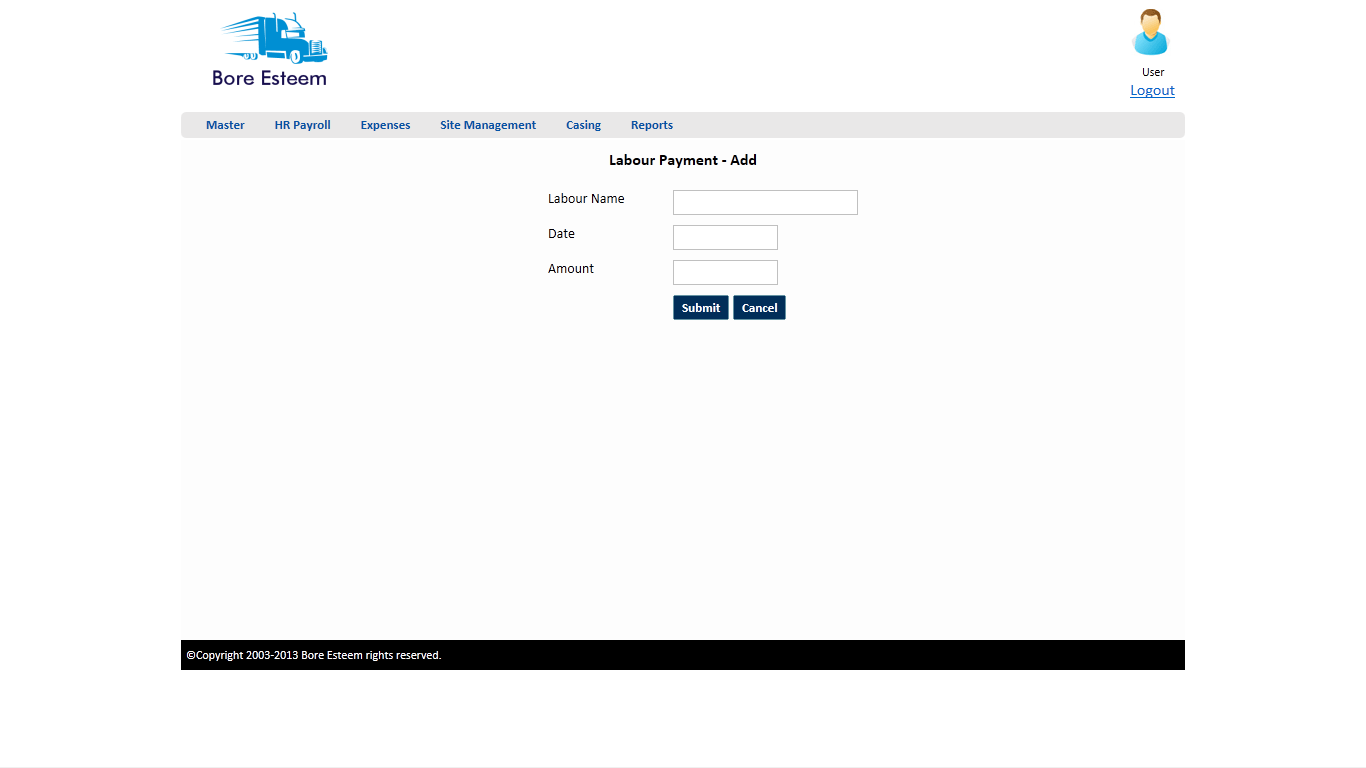 Bore Esteem
User
Logout
Master HR Payroll Expenses Site Management Casing Reports
Labour Payment - Add
Labour Name
Date
Amount
Submit Cancel
©Copyright 2003-2013 Bore Esteem rights reserved.